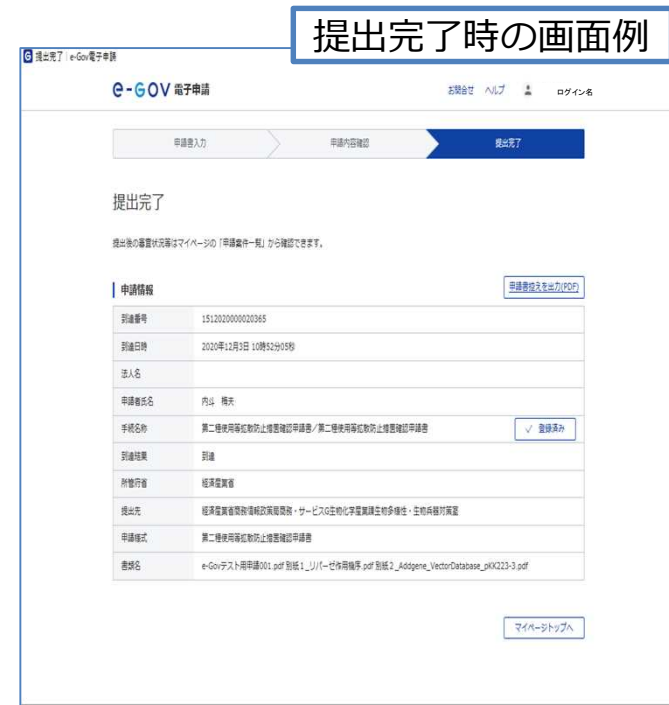 提出完了時の画面例
提出完了 | e-Gov電子申請
e-GOV 電子申請
お問合せ ヘルプ ログイン名
申請書入力 申請内容確認 提出完了
提出完了
提出後の審査状況等はマイページの「申請案件一覧」から確認できます。
申請情報 申請書控えを出力(PDF)
到達番号 1512020000020365
到達日時 2020年12月3日 10時52分05秒
法人名
申請者氏名 内山 梅夫
手続名称 第二種使用等拡散防止措置確認申請書/第二種使用等拡散防止措置確認申請書 ✓ 登録済み
到達結果 到達
所管府省 経済産業省
提出先 経済産業省商務情報政策局商務・サービスG生物化学産業課生物多様性・生物兵器対策室
申請様式 第二種使用等拡散防止措置確認申請書
書類名 e-Govテスト用申請001.pdf 別紙1_リパーゼ作用機序.pdf 別紙2_Addgene_VectorDatabase_pKK223-3.pdf
マイページトップへ